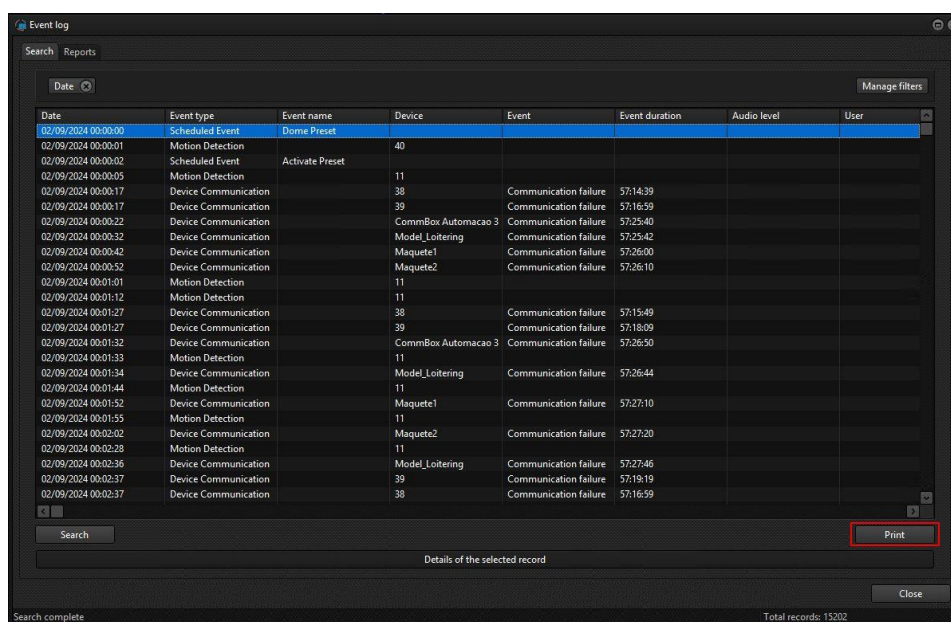 Event log
Search Reports
Date
Manage filters
Date Event type Event name Device Event Event duration Audio level User
02/09/2024 00:00:00 Scheduled Event Dome Preset
02/09/2024 00:00:01 Motion Detection 40
02/09/2024 00:00:02 Scheduled Event Activate Preset
02/09/2024 00:00:05 Motion Detection 11
02/09/2024 00:00:17 Device Communication 38 Communication failure 57:14:39
02/09/2024 00:00:17 Device Communication 39 Communication failure 57:16:59
02/09/2024 00:00:22 Device Communication CommBox Automacao 3 Communication failure 57:25:40
02/09/2024 00:00:32 Device Communication Model_Loitering Communication failure 57:25:42
02/09/2024 00:00:42 Device Communication Maquete1 Communication failure 57:26:00
02/09/2024 00:00:52 Device Communication Maquete2 Communication failure 57:26:10
02/09/2024 00:01:01 Motion Detection 11
02/09/2024 00:01:12 Motion Detection 11
02/09/2024 00:01:27 Device Communication 38 Communication failure 57:15:49
02/09/2024 00:01:27 Device Communication 39 Communication failure 57:18:09
02/09/2024 00:01:32 Device Communication CommBox Automacao 3 Communication failure 57:26:50
02/09/2024 00:01:33 Motion Detection 11
02/09/2024 00:01:34 Device Communication Model_Loitering Communication failure 57:26:44
02/09/2024 00:01:44 Motion Detection 11
02/09/2024 00:01:52 Device Communication Maquete1 Communication failure 57:27:10
02/09/2024 00:01:55 Motion Detection 11
02/09/2024 00:02:02 Device Communication Maquete2 Communication failure 57:27:20
02/09/2024 00:02:28 Motion Detection 11
02/09/2024 00:02:36 Device Communication Model_Loitering Communication failure 57:27:46
02/09/2024 00:02:37 Device Communication 39 Communication failure 57:19:19
02/09/2024 00:02:37 Device Communication 38 Communication failure 57:16:59
Search
Print
Details of the selected record
Close
Search complete Total records: 15202